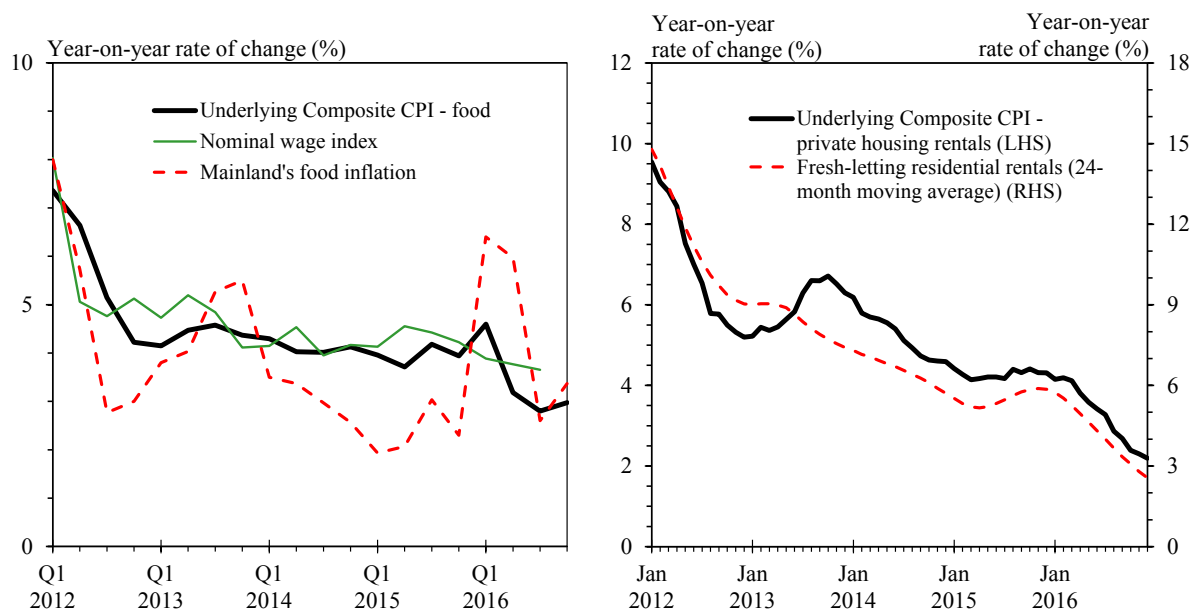 Year-on-year rate of change (%)
10
5
0
Underlying Composite CPI - food
Nominal wage index
Mainland's food inflation
Q1
2012
Q1
2013
Q1
2014
Q1
2015
Q1
2016
Year-on-year
rate of change (%)
Year-on-year
rate of change (%)
12
10
8
6
4
2
0
18
15
12
9
6
3
0
Underlying Composite CPI -
private housing rentals (LHS)
Fresh-letting residential rentals (24-
month moving average) (RHS)
Jan
2012
Jan
2013
Jan
2014
Jan
2015
Jan
2016